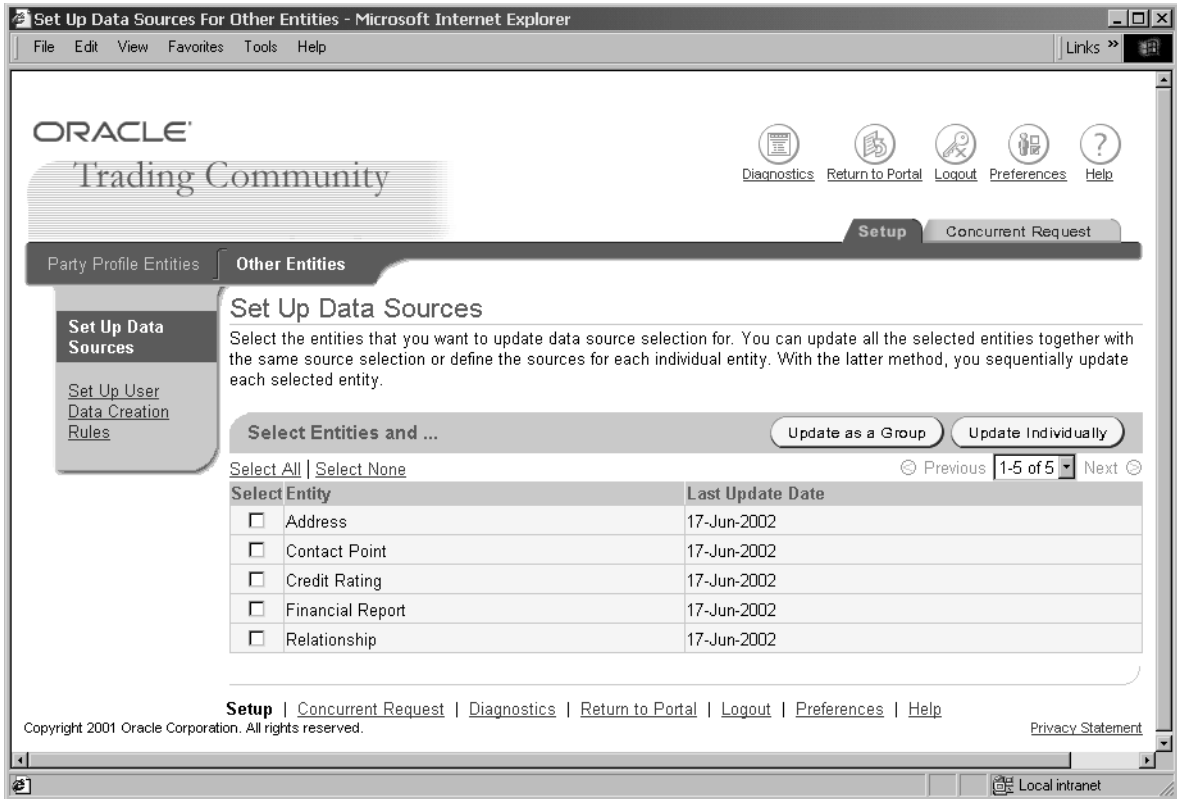 Set Up Data Sources For Other Entities - Microsoft Internet Explorer
File Edit View Favorites Tools Help Links »
ORACLE
Trading Community
Diagnostics Return to Portal Logout Preferences Help
Setup Concurrent Request
Party Profile Entities Other Entities
Set Up Data
Sources
Set Up User
Data Creation
Rules
Set Up Data Sources
Select the entities that you want to update data source selection for. You can update all the selected entities together with
the same source selection or define the sources for each individual entity. With the latter method, you sequentially update
each selected entity.
Select Entities and ... Update as a Group Update Individually
Select All | Select None Previous 1-5 of 5 Next
Select Entity Last Update Date
Address 17-Jun-2002
Contact Point 17-Jun-2002
Credit Rating 17-Jun-2002
Financial Report 17-Jun-2002
Relationship 17-Jun-2002
Setup | Concurrent Request | Diagnostics | Return to Portal | Logout | Preferences | Help
Copyright 2001 Oracle Corporation. All rights reserved. Privacy Statement
Local intranet